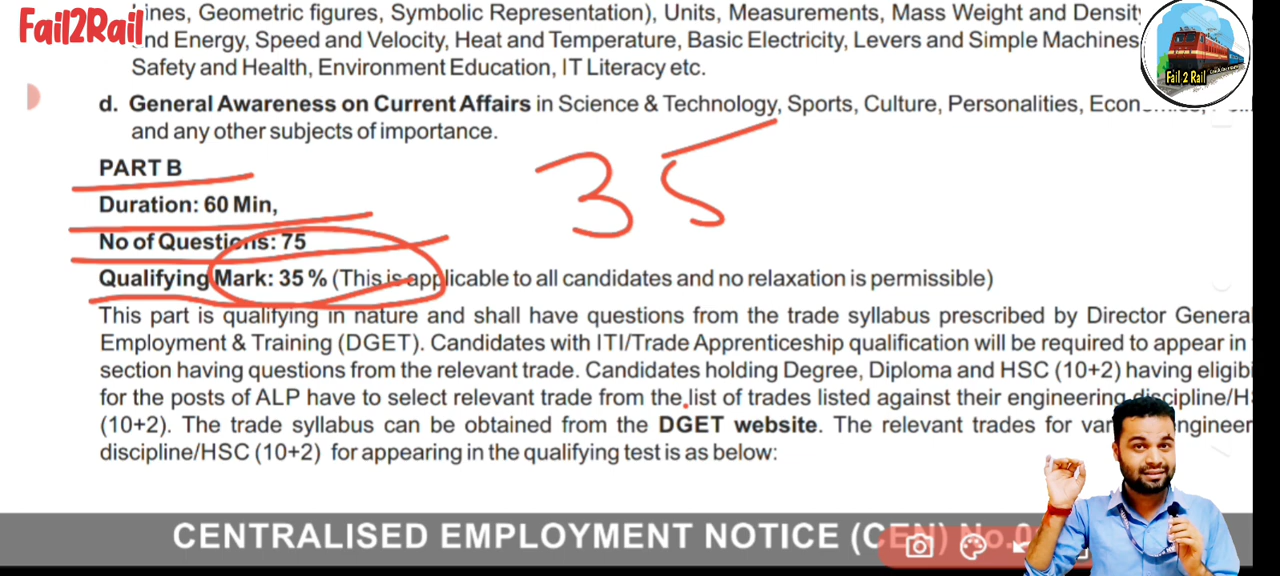 Fail2Rail
Lines, Geometric figures, Symbolic Representation), Units, Measurements, Mass Weight and Density
and Energy, Speed and Velocity, Heat and Temperature, Basic Electricity, Levers and Simple Machines
Safety and Health, Environment Education, IT Literacy etc.
Fail 2 Rail
d. General Awareness on Current Affairs in Science & Technology, Sports, Culture, Personalities,
and any other subjects of importance.
35
PART B
Duration: 60 Min,
No of Questions: 75
Qualifying Mark: 35 % (This is applicable to all candidates and no relaxation is permissible)
This part is qualifying in nature and shall have questions from the trade syllabus prescribed by Director General
Employment & Training (DGET). Candidates with ITI/Trade Apprenticeship qualification will be required to appear in
section having questions from the relevant trade. Candidates holding Degree, Diploma and HSC (10+2) having eligibi
for the posts of ALP have to select relevant trade from the list of trades listed against their engineering discipline/H
(10+2). The trade syllabus can be obtained from the DGET website. The relevant trades for var ngineer
discipline/HSC (10+2) for appearing in the qualifying test is as below:
CENTRALISED EMPLOYMENT NOTICE (CEN) No.0